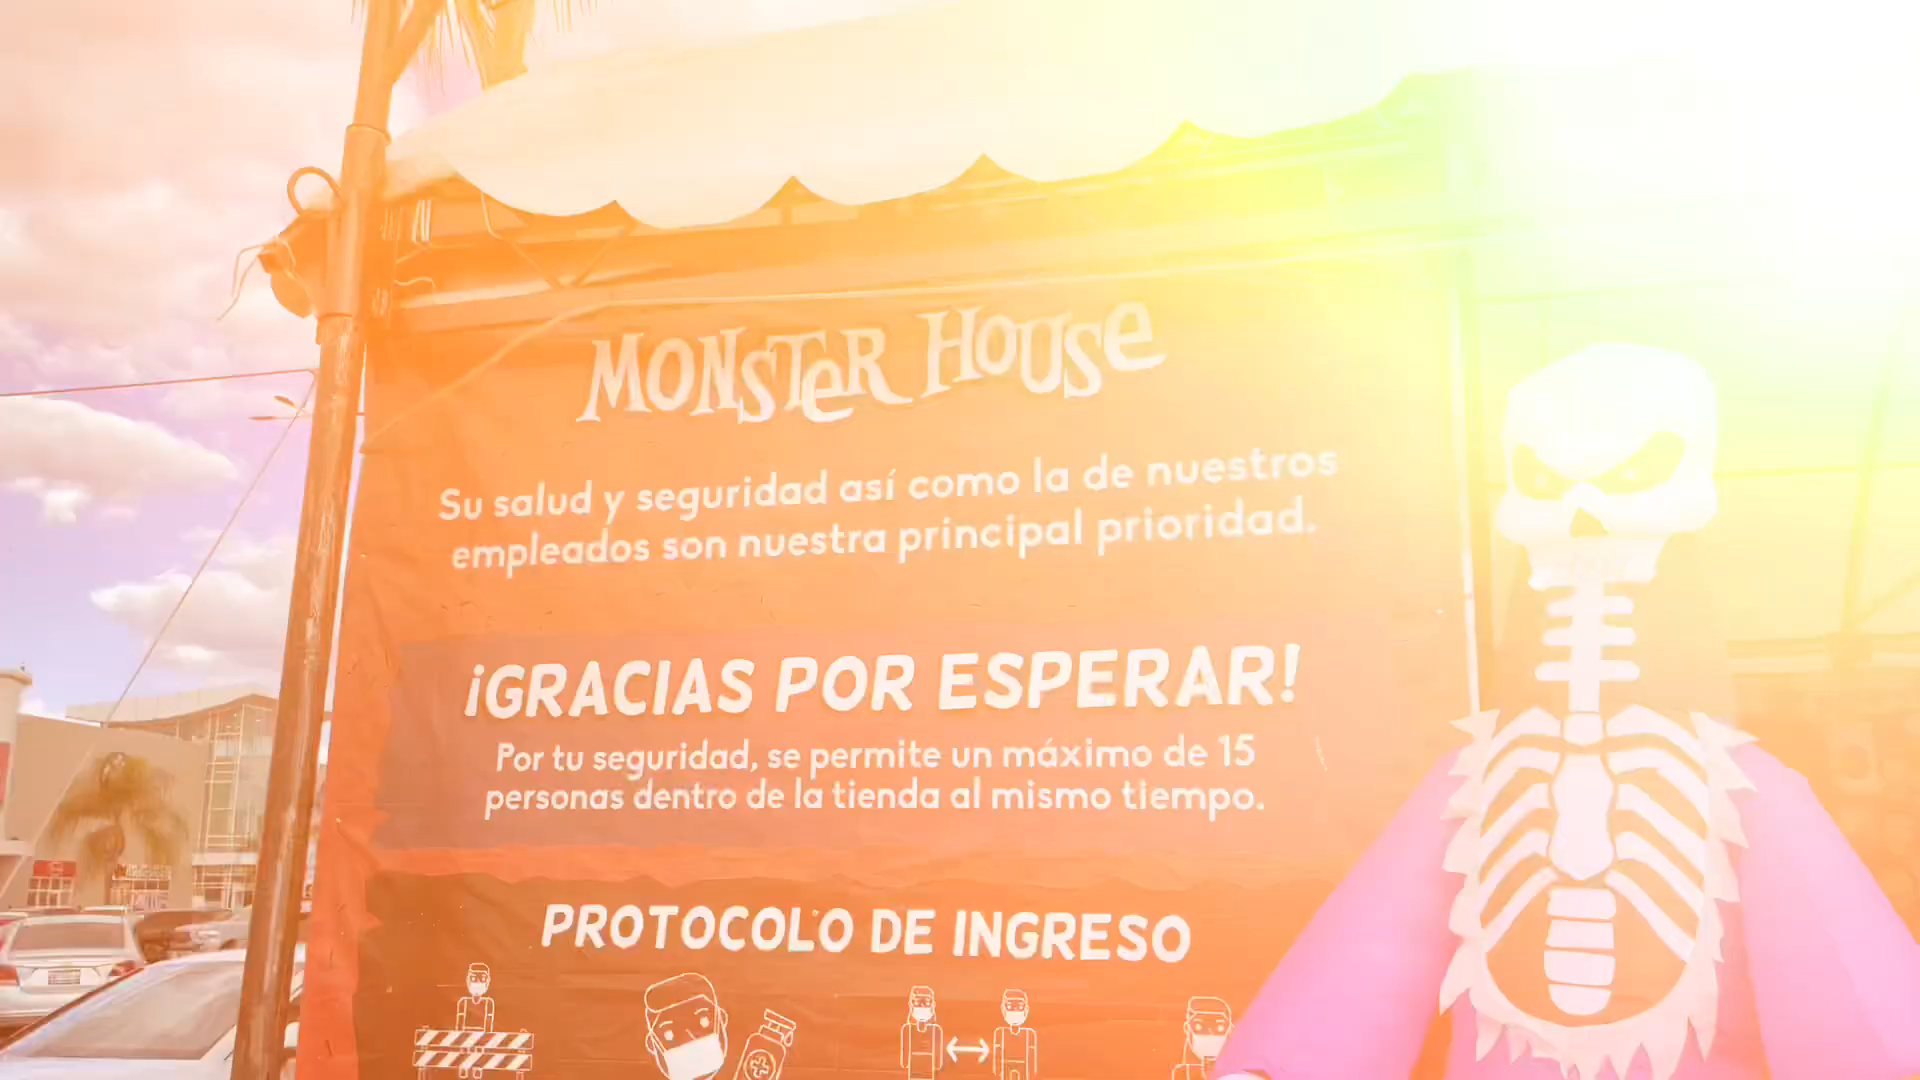 MONSTER HOUSE
Su salud y seguridad así como la de nuestros
empleados son nuestra principal prioridad.
¡GRACIAS POR ESPERAR!
Por tu seguridad, se permite un máximo de 15
personas dentro de la tienda al mismo tiempo.
PROTOCOLO DE INGRESO